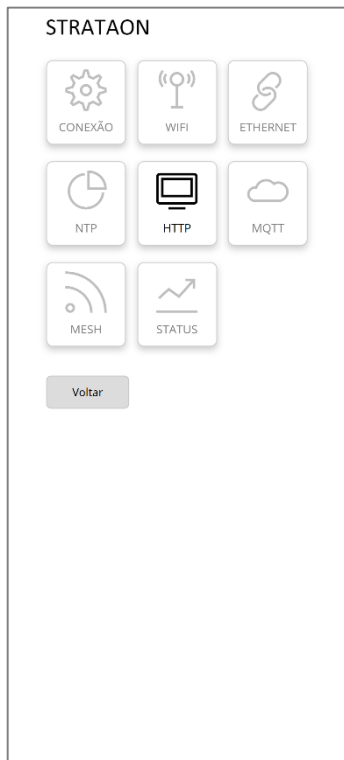 STRATAON
CONEXÃO WIFI ETHERNET
NTP HTTP MQTT
MESH STATUS
Voltar